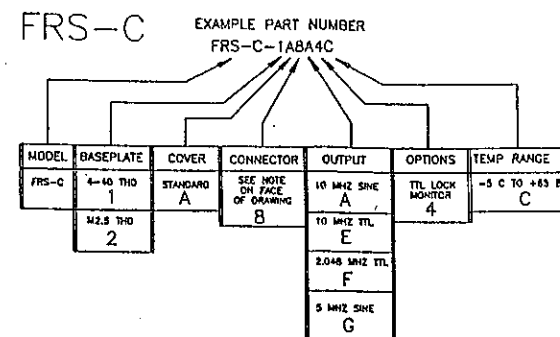 FRS-C
EXAMPLE PART NUMBER
FRS-C-1A8A4C
MODEL
BASEPLATE
COVER
CONNECTOR
OUTPUT
OPTIONS
TEMP RANGE
FRS-C
4-40 THD
1
M2.5 THD
2
STANDARD
A
SEE NOTE
ON FACE
OF DRAWING
8
10 MHZ SINE
A
10 MHZ TTL
E
2.048 MHZ TTL
F
5 MHZ SINE
G
TTL LOCK
MONITOR
4
-5 C TO +65 B
C